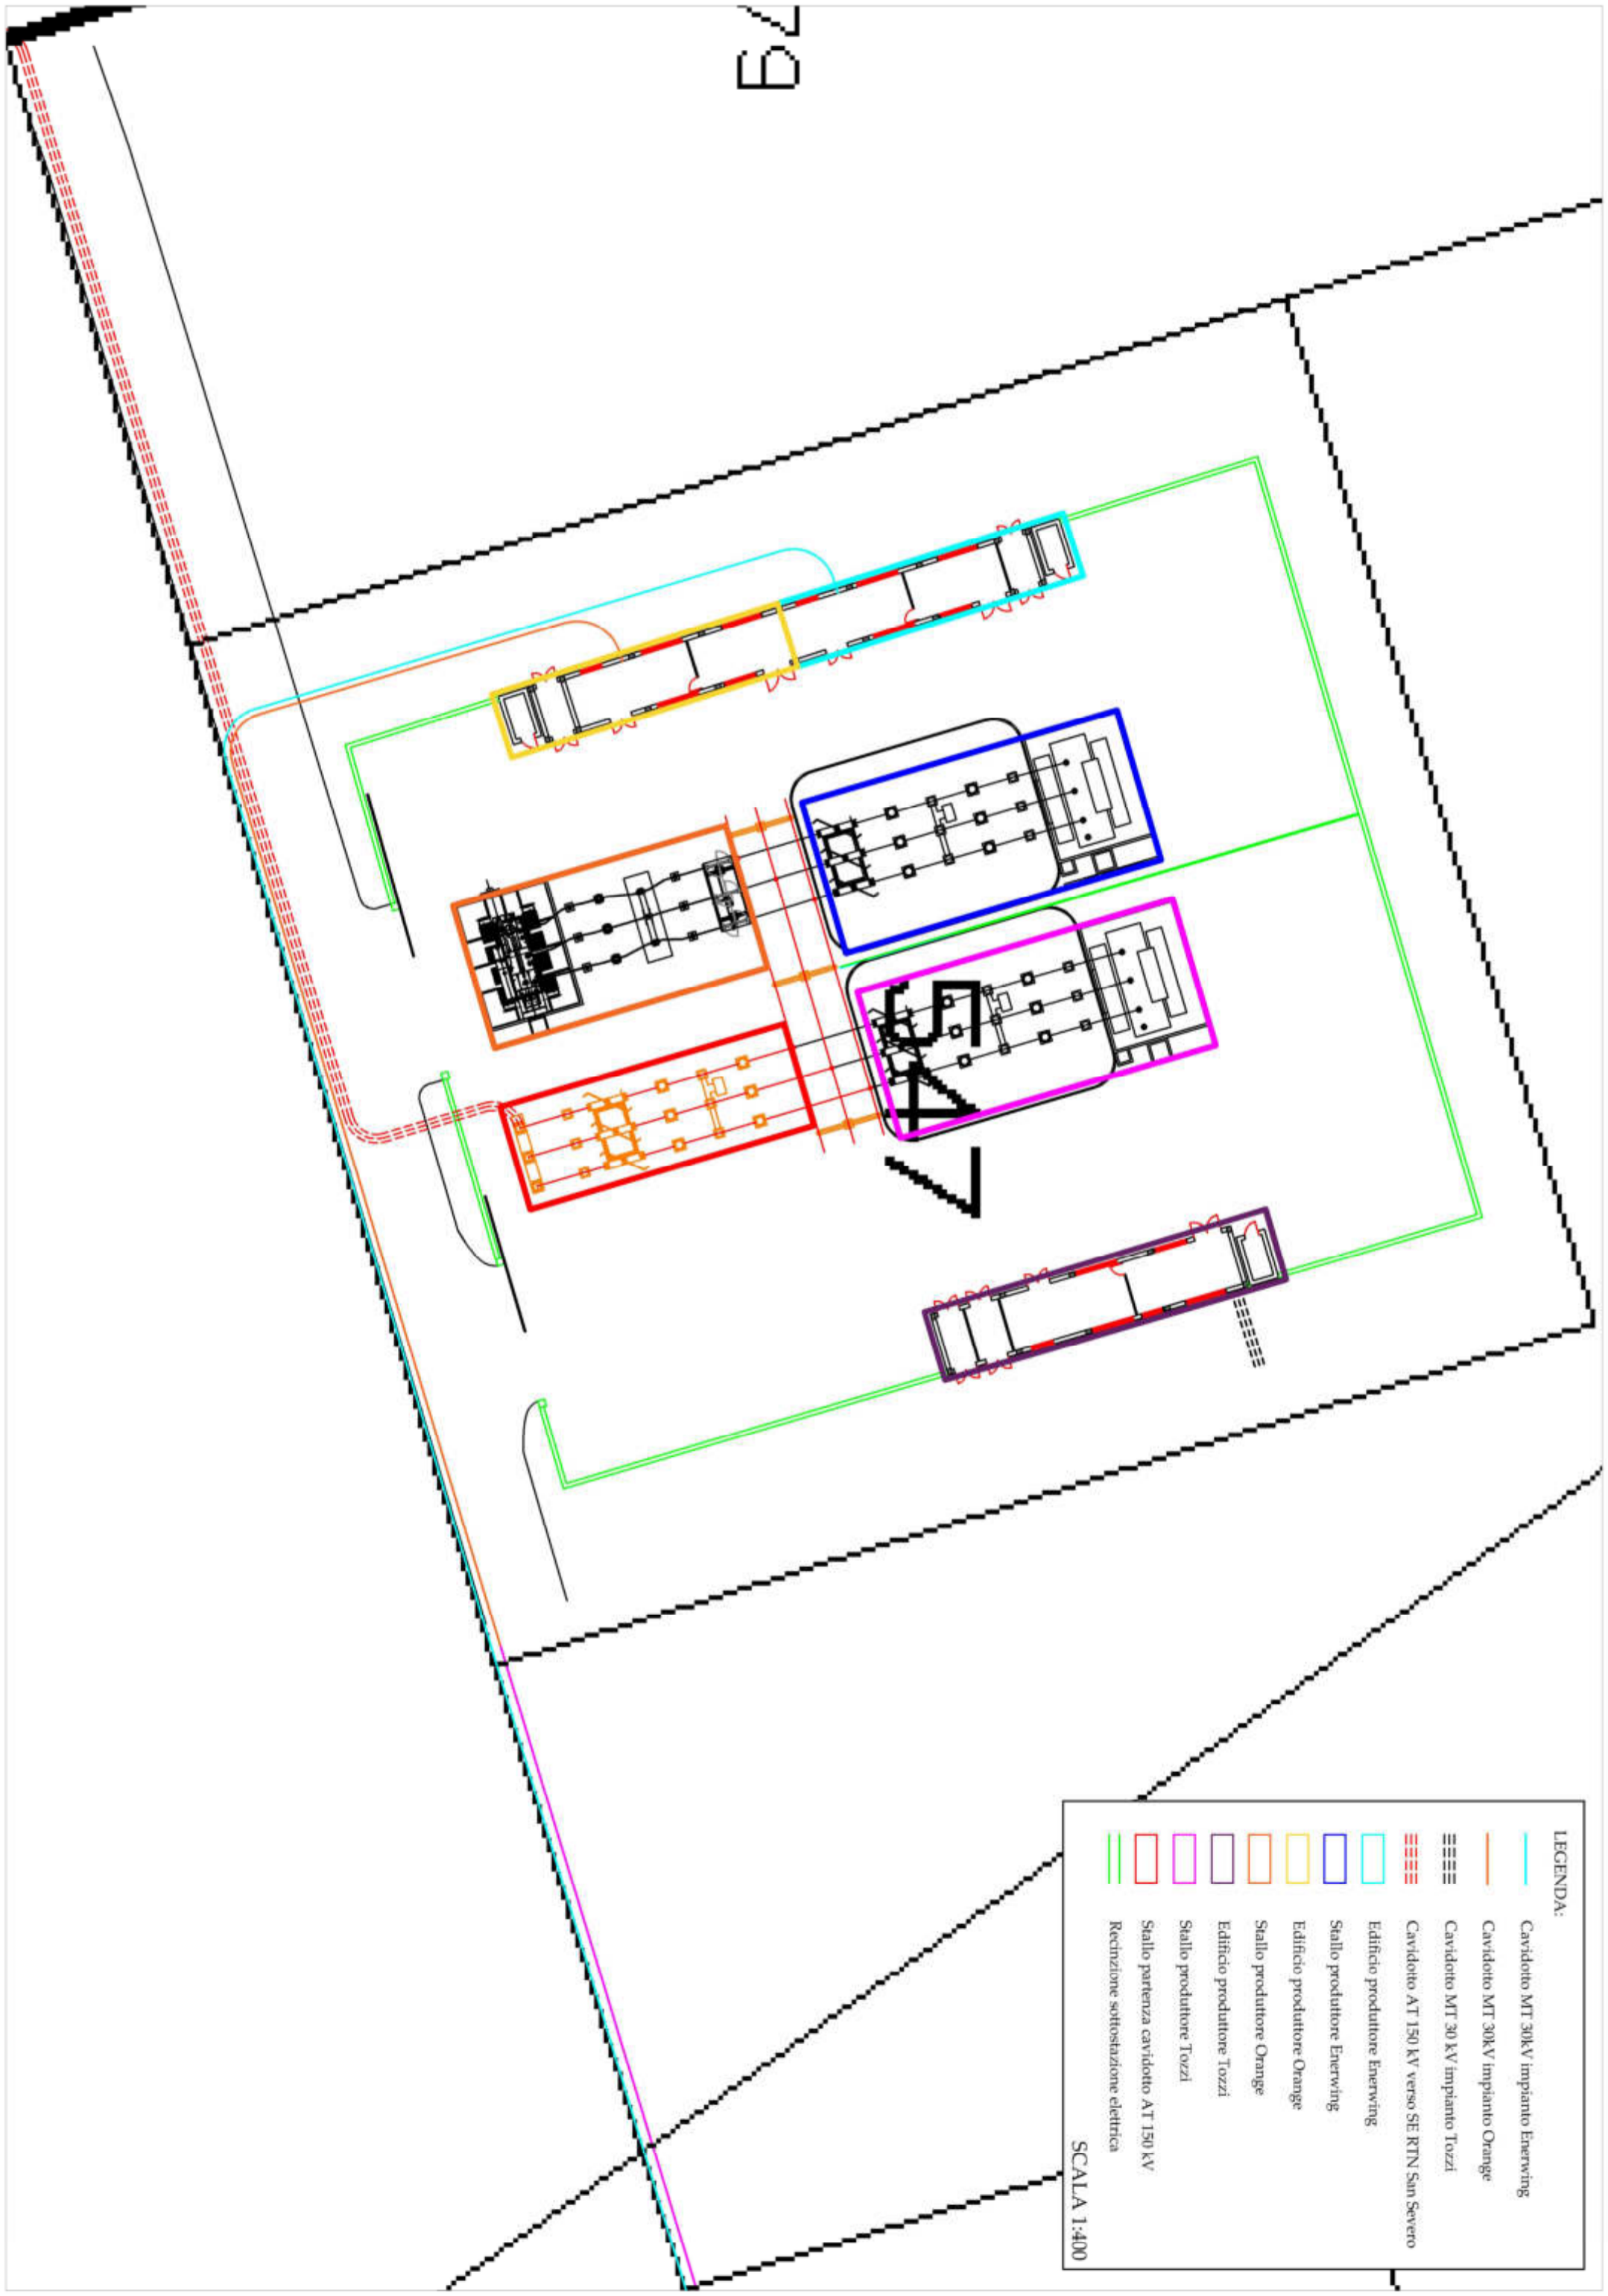 547
LEGENDA:
Cavidotto MT 30kV impianto Enerwing
Cavidotto MT 30kV impianto Orange
Cavidotto MT 30 kV impianto Tozzi
Cavidotto AT 150 kV verso SE RTN San Severo
Edificio produttore Enerwing
Stallo produttore Enerwing
Edificio produttore Orange
Stallo produttore Orange
Edificio produttore Tozzi
Stallo produttore Tozzi
Stallo partenza cavidotto AT 150 kV
Recinzione sottostazione elettrica
SCALA 1:400